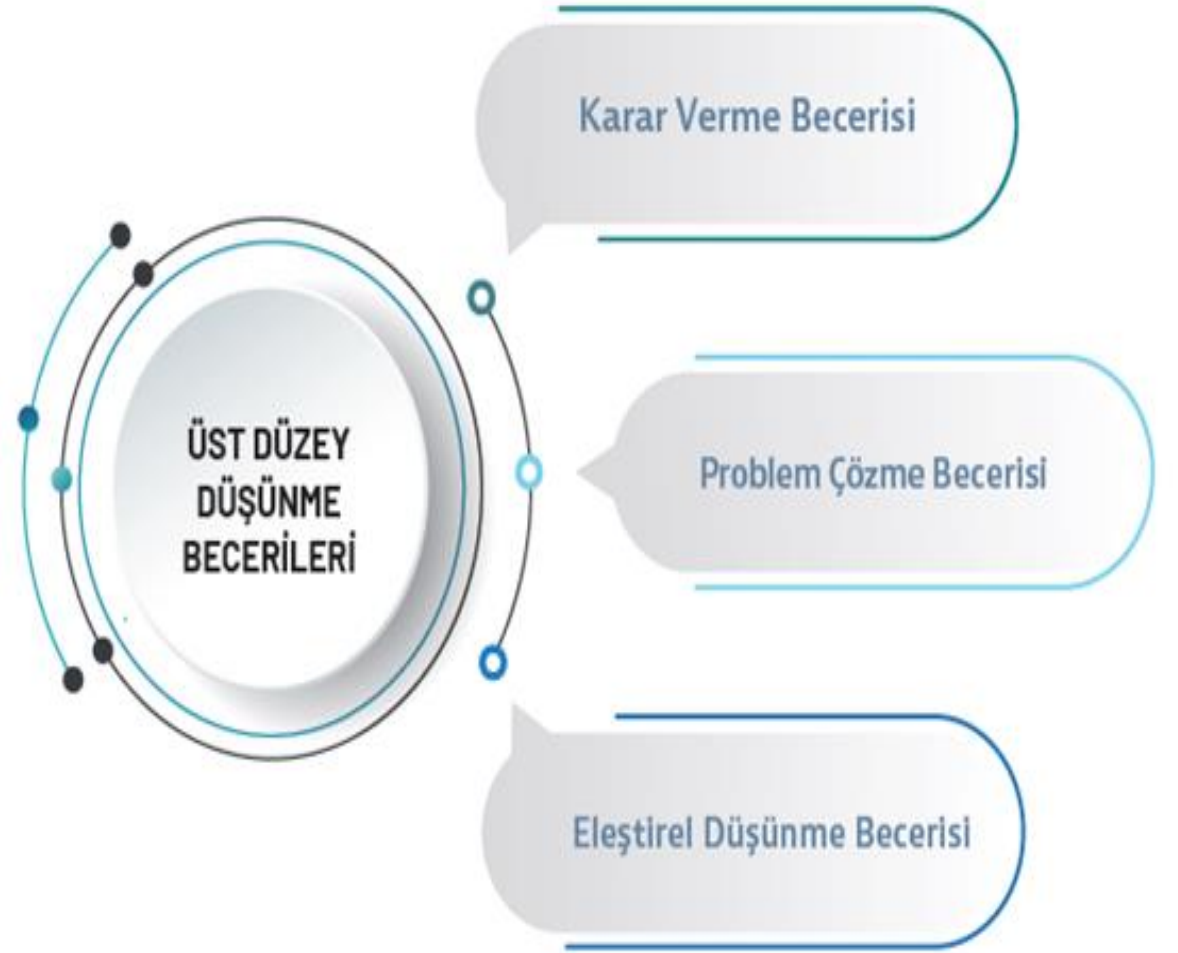 Karar Verme Becerisi
ÜST DÜZEY
DÜŞÜNME
BECERİLERİ
Problem Çözme Becerisi
Eleştirel Düşünme Becerisi